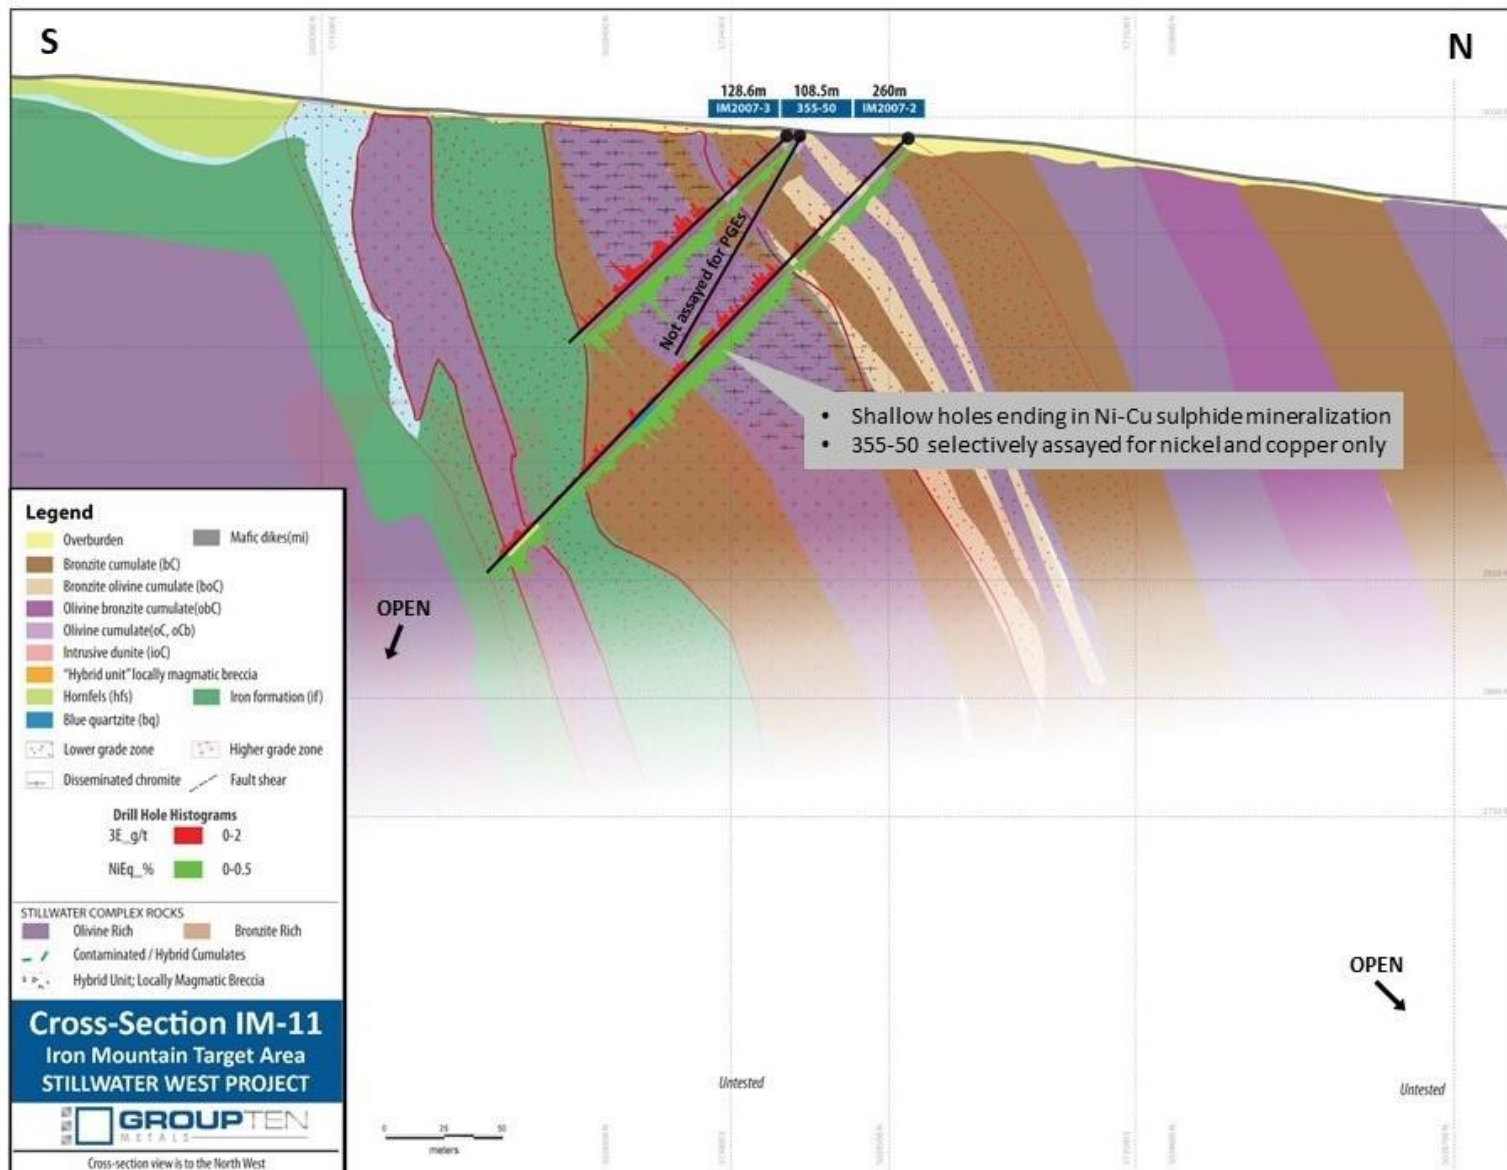 S
N
128.6m 108.5m 260m
IM2007-3 355-50 IM2007-2
Not assayed for PGEs
• Shallow holes ending in Ni-Cu sulphide mineralization
• 355-50 selectively assayed for nickel and copper only
OPEN
Legend
Overburden Mafic dikes(mi)
Bronzite cumulate (bC)
Bronzite olivine cumulate (boC)
Olivine bronzite cumulate(obC)
Olivine cumulate(oC, oCb)
Intrusive dunite (ioC)
"Hybrid unit" locally magmatic breccia
Hornfels (hfs) Iron formation (if)
Blue quartzite (bq)
Lower grade zone Higher grade zone
Disseminated chromite Fault shear
Drill Hole Histograms
3E_g/t 0-2
NiEq_% 0-0.5
STILLWATER COMPLEX ROCKS
Olivine Rich Bronzite Rich
Contaminated / Hybrid Cumulates
Hybrid Unit; Locally Magmatic Breccia
Cross-Section IM-11
Iron Mountain Target Area
STILLWATER WEST PROJECT
GROUPTEN
METALS
Cross-section view is to the North West
0 25 50
meters
Untested
OPEN
Untested